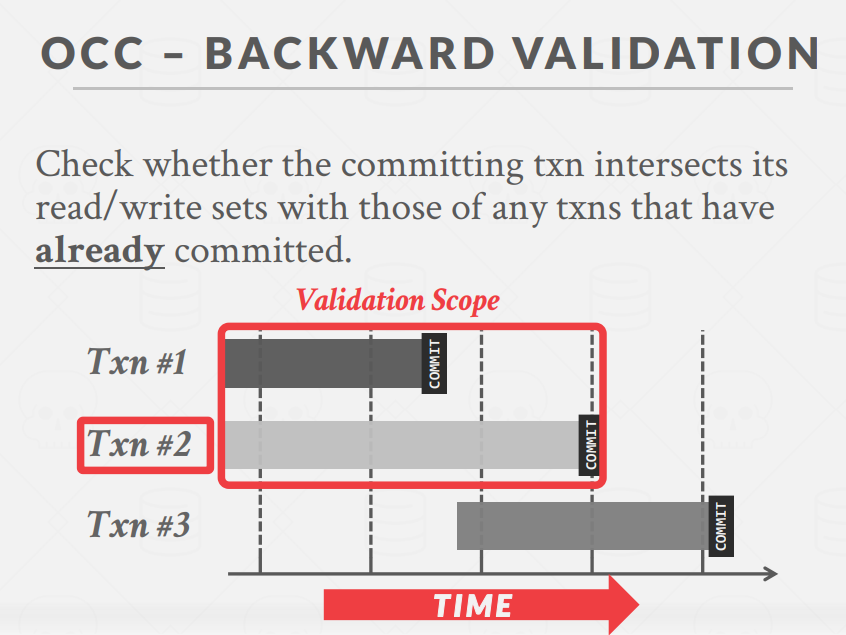 OCC – BACKWARD VALIDATION
Check whether the committing txn intersects its
read/write sets with those of any txns that have
already committed.
Validation Scope
Txn #1
COMMIT
Txn #2
COMMIT
Txn #3
COMMIT
TIME